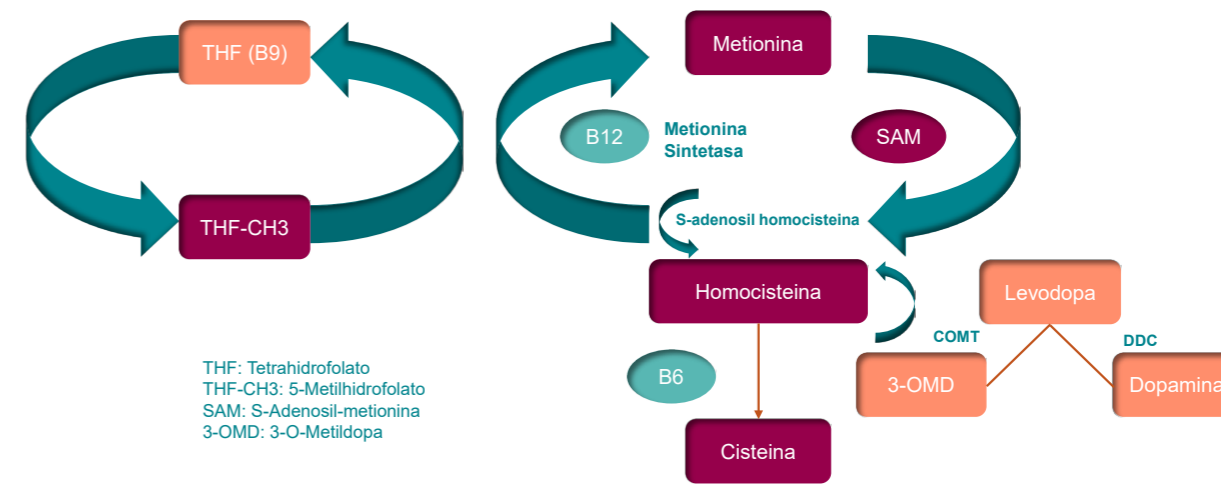 THF (B9)
THF-CH3
Metionina
B12
Metionina
Sintetasa
SAM
S-adenosil homocisteina
Homocisteina
Levodopa
COMT
DDC
3-OMD
Dopamina
B6
Cisteina
THF: Tetrahidrofolato
THF-CH3: 5-Metilhidrofolato
SAM: S-Adenosil-metionina
3-OMD: 3-O-Metildopa